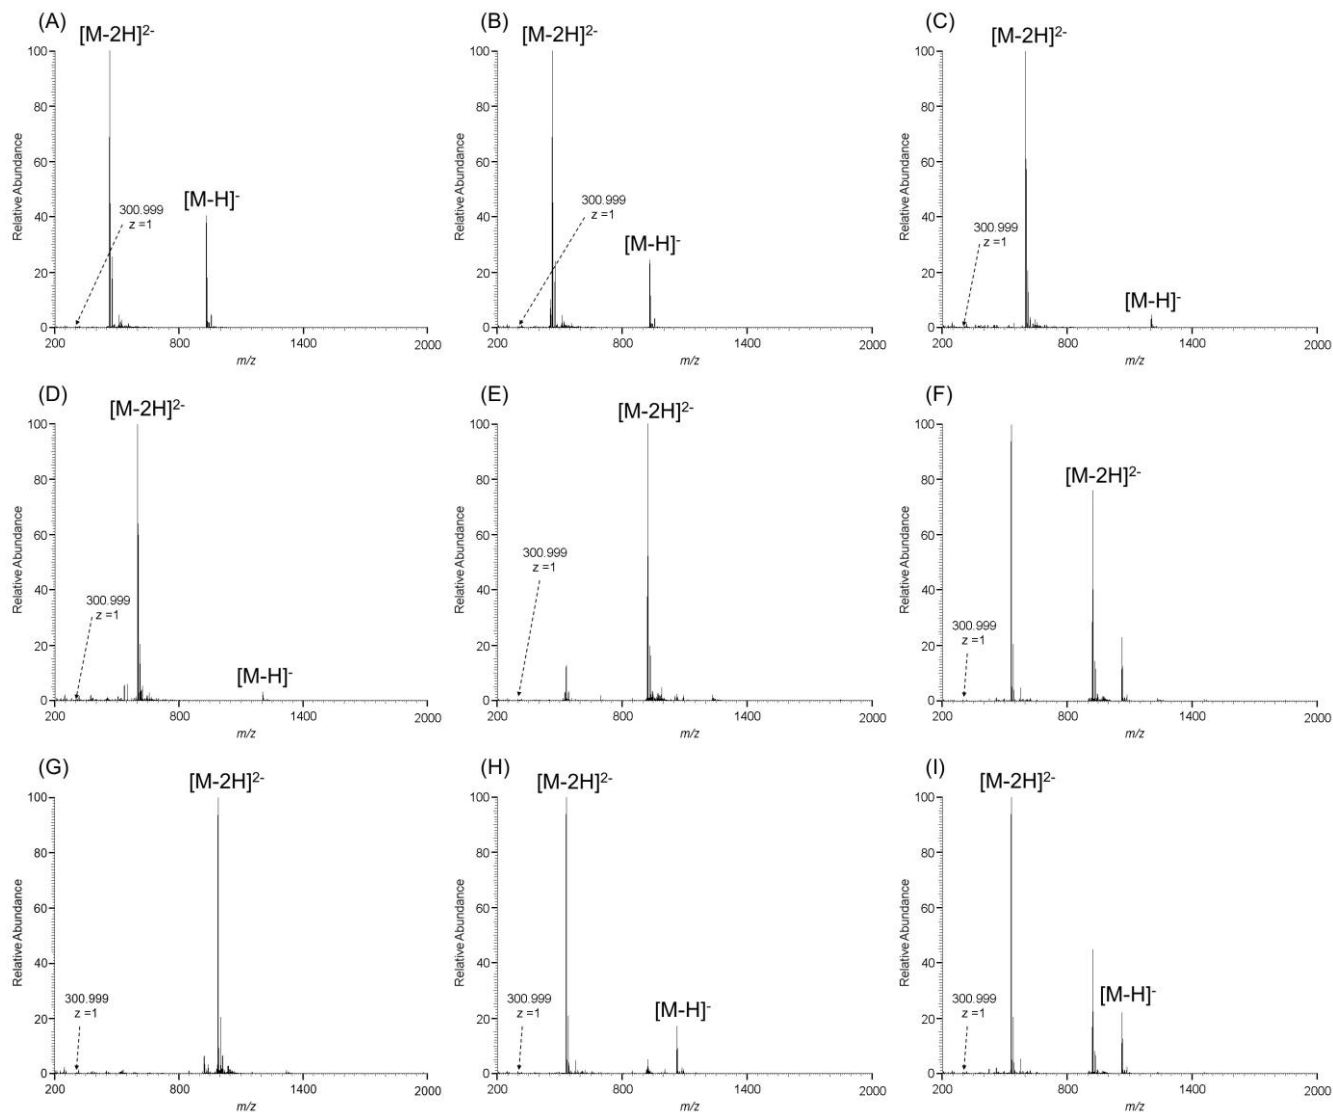 (A)
[M-2H]²⁻
[M-H]⁻
300.999
z =1
Relative Abundance
100
80
60
40
20
0
200
800
1400
2000
m/z
(B)
[M-2H]²⁻
300.999
z =1
[M-H]⁻
Relative Abundance
100
80
60
40
20
0
200
800
1400
2000
m/z
(C)
[M-2H]²⁻
300.999
z =1
[M-H]⁻
Relative Abundance
100
80
60
40
20
0
200
800
1400
2000
m/z
(D)
[M-2H]²⁻
300.999
z =1
[M-H]⁻
Relative Abundance
100
80
60
40
20
0
200
800
1400
2000
m/z
(E)
[M-2H]²⁻
300.999
z =1
Relative Abundance
100
80
60
40
20
0
200
800
1400
2000
m/z
(F)
[M-2H]²⁻
300.999
z =1
Relative Abundance
100
80
60
40
20
0
200
800
1400
2000
m/z
(G)
[M-2H]²⁻
300.999
z =1
Relative Abundance
100
80
60
40
20
0
200
800
1400
2000
m/z
(H)
[M-2H]²⁻
300.999
z =1
[M-H]⁻
Relative Abundance
100
80
60
40
20
0
200
800
1400
2000
m/z
(I)
[M-2H]²⁻
300.999
z =1
[M-H]⁻
Relative Abundance
100
80
60
40
20
0
200
800
1400
2000
m/z